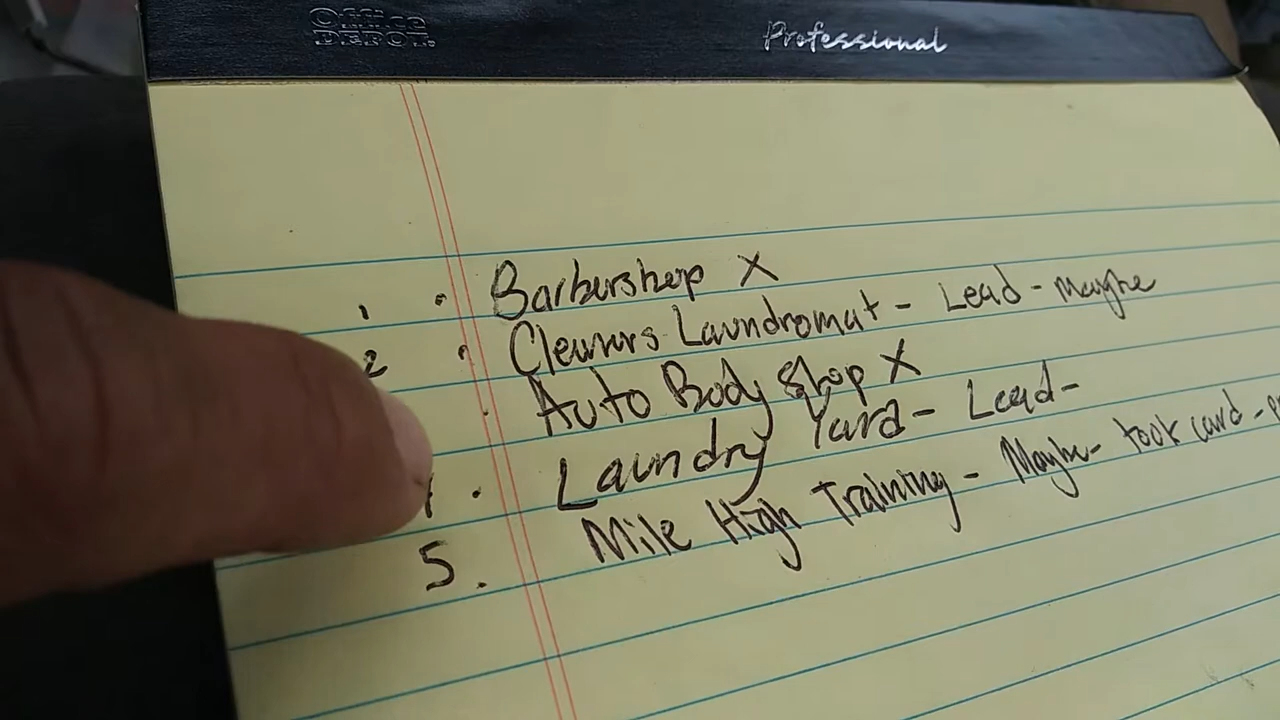 Office DEPOT.
Professional
1 . Barbershop X
2 . Cleaners Laundromat - Lead - Maybe
. Auto Body Shop X
. Laundry Yard - Lead -
5. Mile High Training - Maybe - took card -